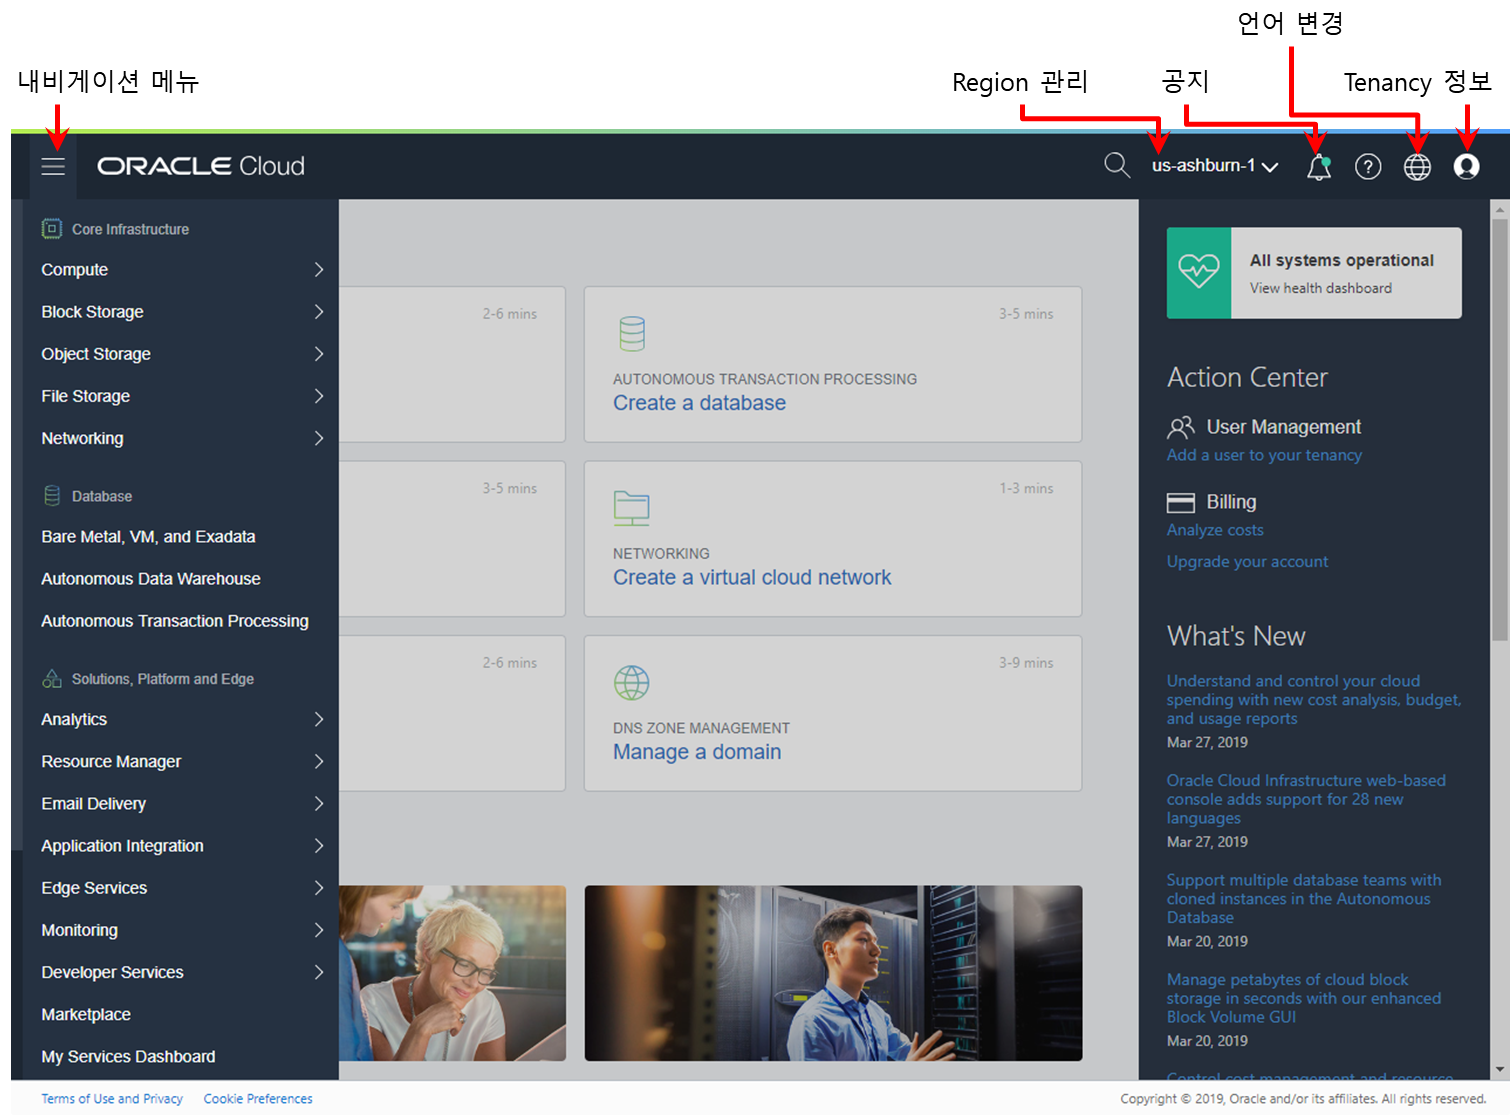 언어 변경
내비게이션 메뉴
Region 관리
공지
Tenancy 정보
ORACLE Cloud
us-ashburn-1
?
Core Infrastructure
Compute
Block Storage
Object Storage
File Storage
Networking
Database
Bare Metal, VM, and Exadata
Autonomous Data Warehouse
Autonomous Transaction Processing
Solutions, Platform and Edge
Analytics
Resource Manager
Email Delivery
Application Integration
Edge Services
Monitoring
Developer Services
Marketplace
My Services Dashboard
2-6 mins
3-5 mins
AUTONOMOUS TRANSACTION PROCESSING
Create a database
3-5 mins
1-3 mins
NETWORKING
Create a virtual cloud network
2-6 mins
3-9 mins
DNS ZONE MANAGEMENT
Manage a domain
All systems operational
View health dashboard
Action Center
User Management
Add a user to your tenancy
Billing
Analyze costs
Upgrade your account
What's New
Understand and control your cloud
spending with new cost analysis, budget,
and usage reports
Mar 27, 2019
Oracle Cloud Infrastructure web-based
console adds support for 28 new
languages
Mar 27, 2019
Support multiple database teams with
cloned instances in the Autonomous
Database
Mar 20, 2019
Manage petabytes of cloud block
storage in seconds with our enhanced
Block Volume GUI
Mar 20, 2019
Control cost management and resource
Terms of Use and Privacy
Cookie Preferences
Copyright © 2019, Oracle and/or its affiliates. All rights reserved.